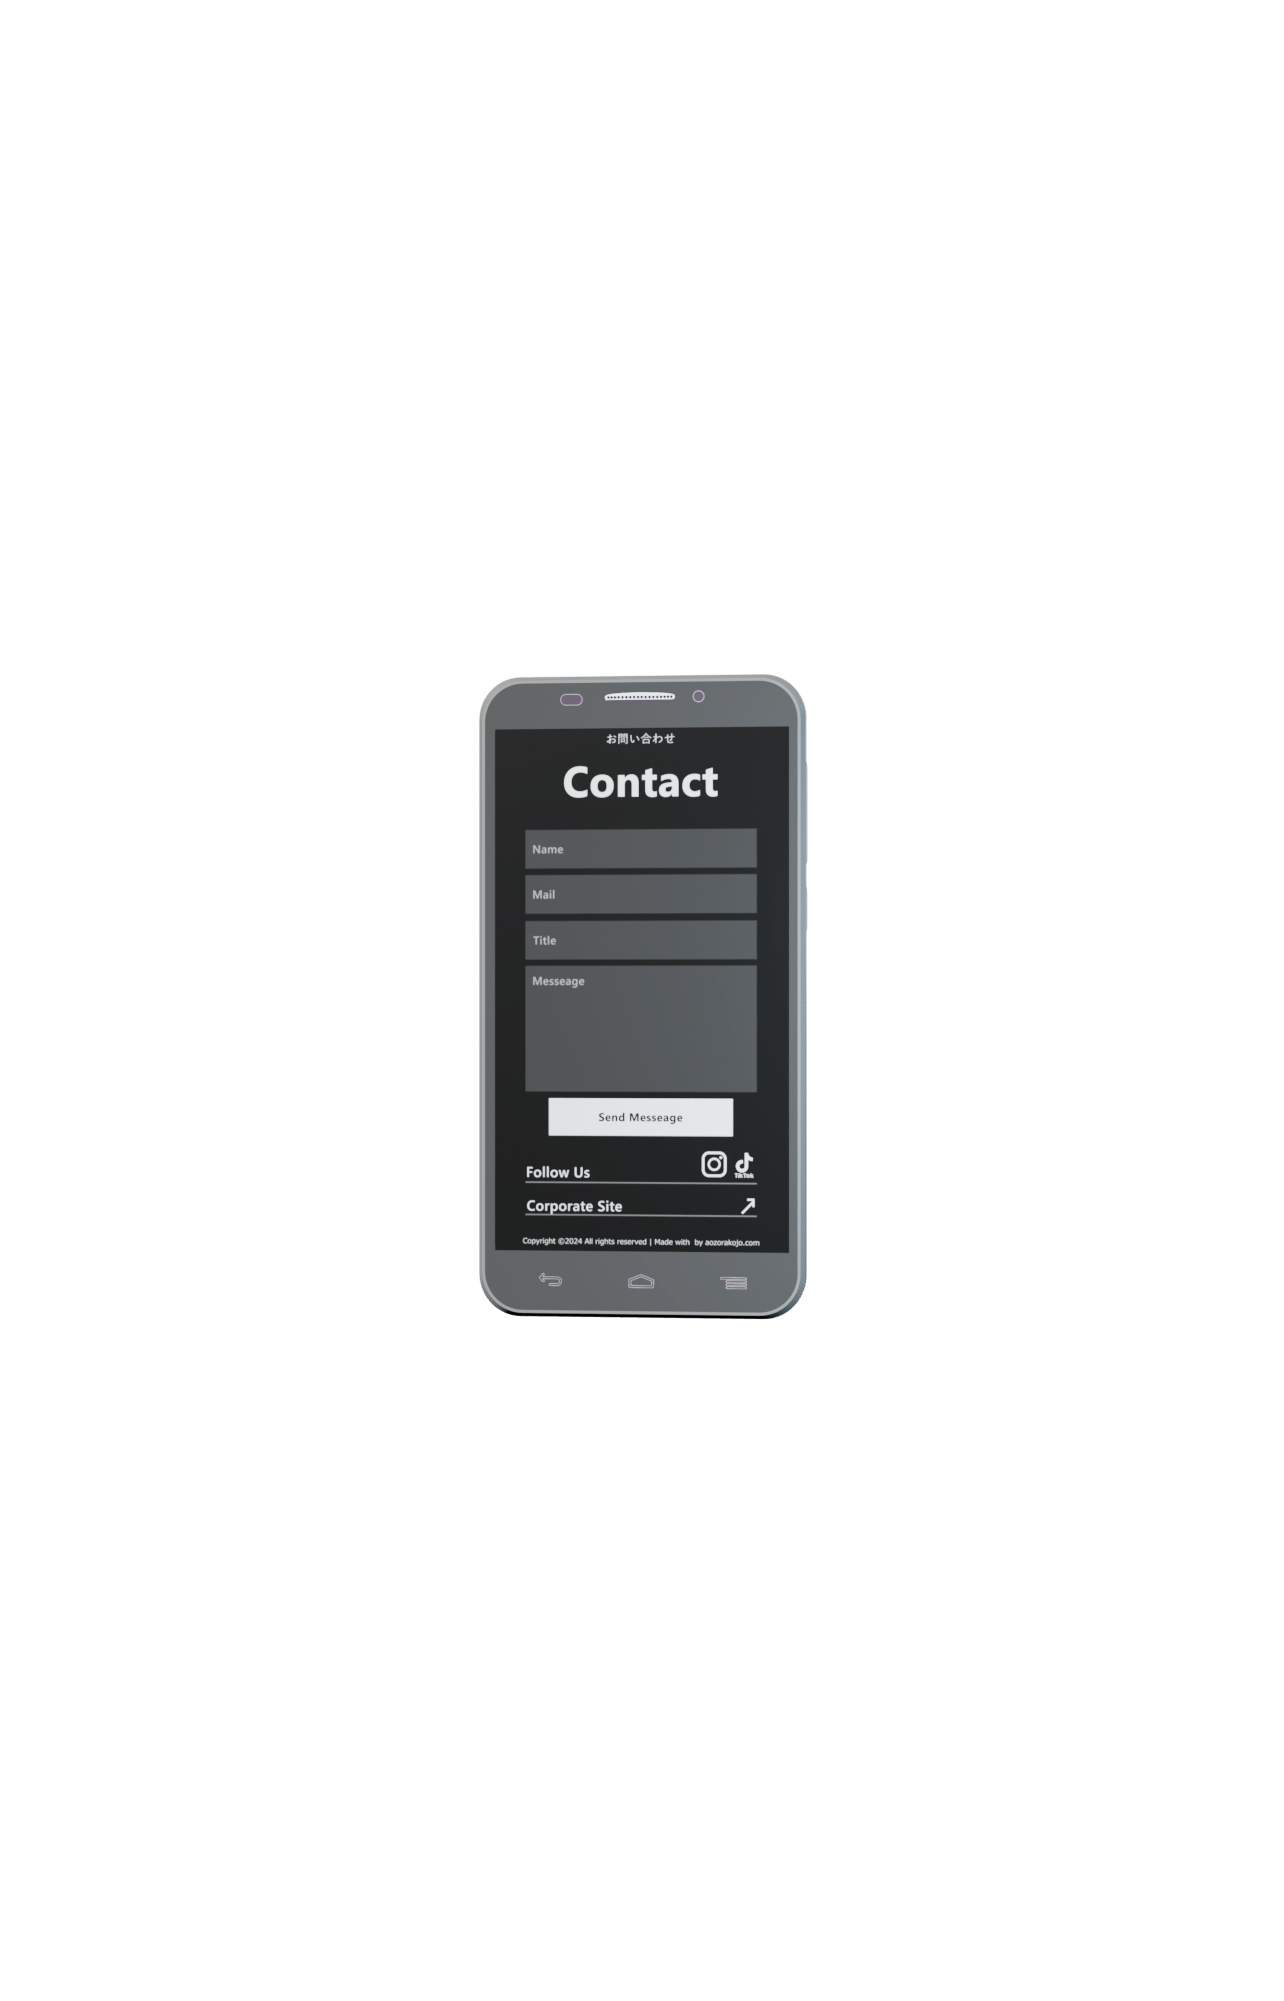 お問い合わせ
Contact
Name
Mail
Title
Messeage
Send Messeage
Follow Us
TikTok
Corporate Site
Copyright ©2024 All rights reserved | Made with by aozorakojo.com